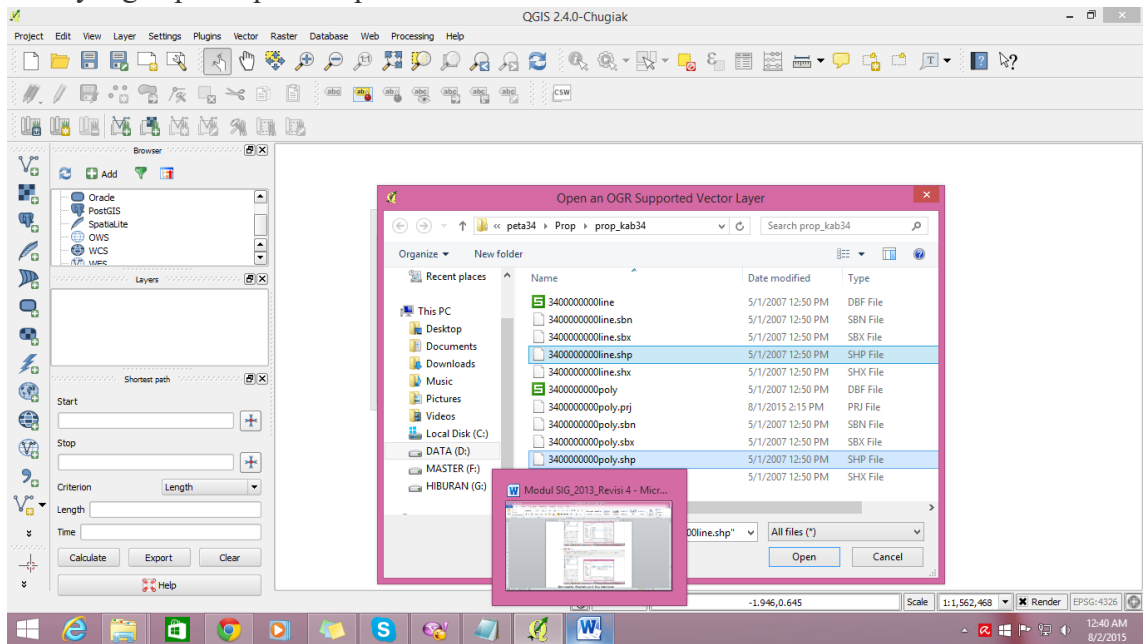 QGIS 2.4.0-Chugiak
Project Edit View Layer Settings Plugins Vector Raster Database Web Processing Help
Browser
Add
Oracle
PostGIS
SpatiaLite
OWS
WCS
WFS
Layers
Shortest path
Start
Stop
Criterion Length
Length
Time
Calculate Export Clear
Help
Open an OGR Supported Vector Layer
« peta34 Prop prop_kab34
Search prop_kab34
Organize New folder
Recent places
This PC
Desktop
Documents
Downloads
Music
Pictures
Videos
Local Disk (C:)
DATA (D:)
MASTER (F:)
HIBURAN (G:)
Name Date modified Type
3400000000line 5/1/2007 12:50 PM DBF File
3400000000line.sbn 5/1/2007 12:50 PM SBN File
3400000000line.sbx 5/1/2007 12:50 PM SBX File
3400000000line.shp 5/1/2007 12:50 PM SHP File
3400000000line.shx 5/1/2007 12:50 PM SHX File
3400000000poly 5/1/2007 12:50 PM DBF File
3400000000poly.prj 8/1/2015 2:15 PM PRJ File
3400000000poly.sbn 5/1/2007 12:50 PM SBN File
3400000000poly.sbx 5/1/2007 12:50 PM SBX File
3400000000poly.shp 5/1/2007 12:50 PM SHP File
5/1/2007 12:50 PM SHX File
00line.shp" All files (*)
Open Cancel
Modul SIG_2013_Revisi 4 - Micr...
-1.946,0.645 Scale 1:1,562,468 Render EPSG:4326
12:40 AM
8/2/2015